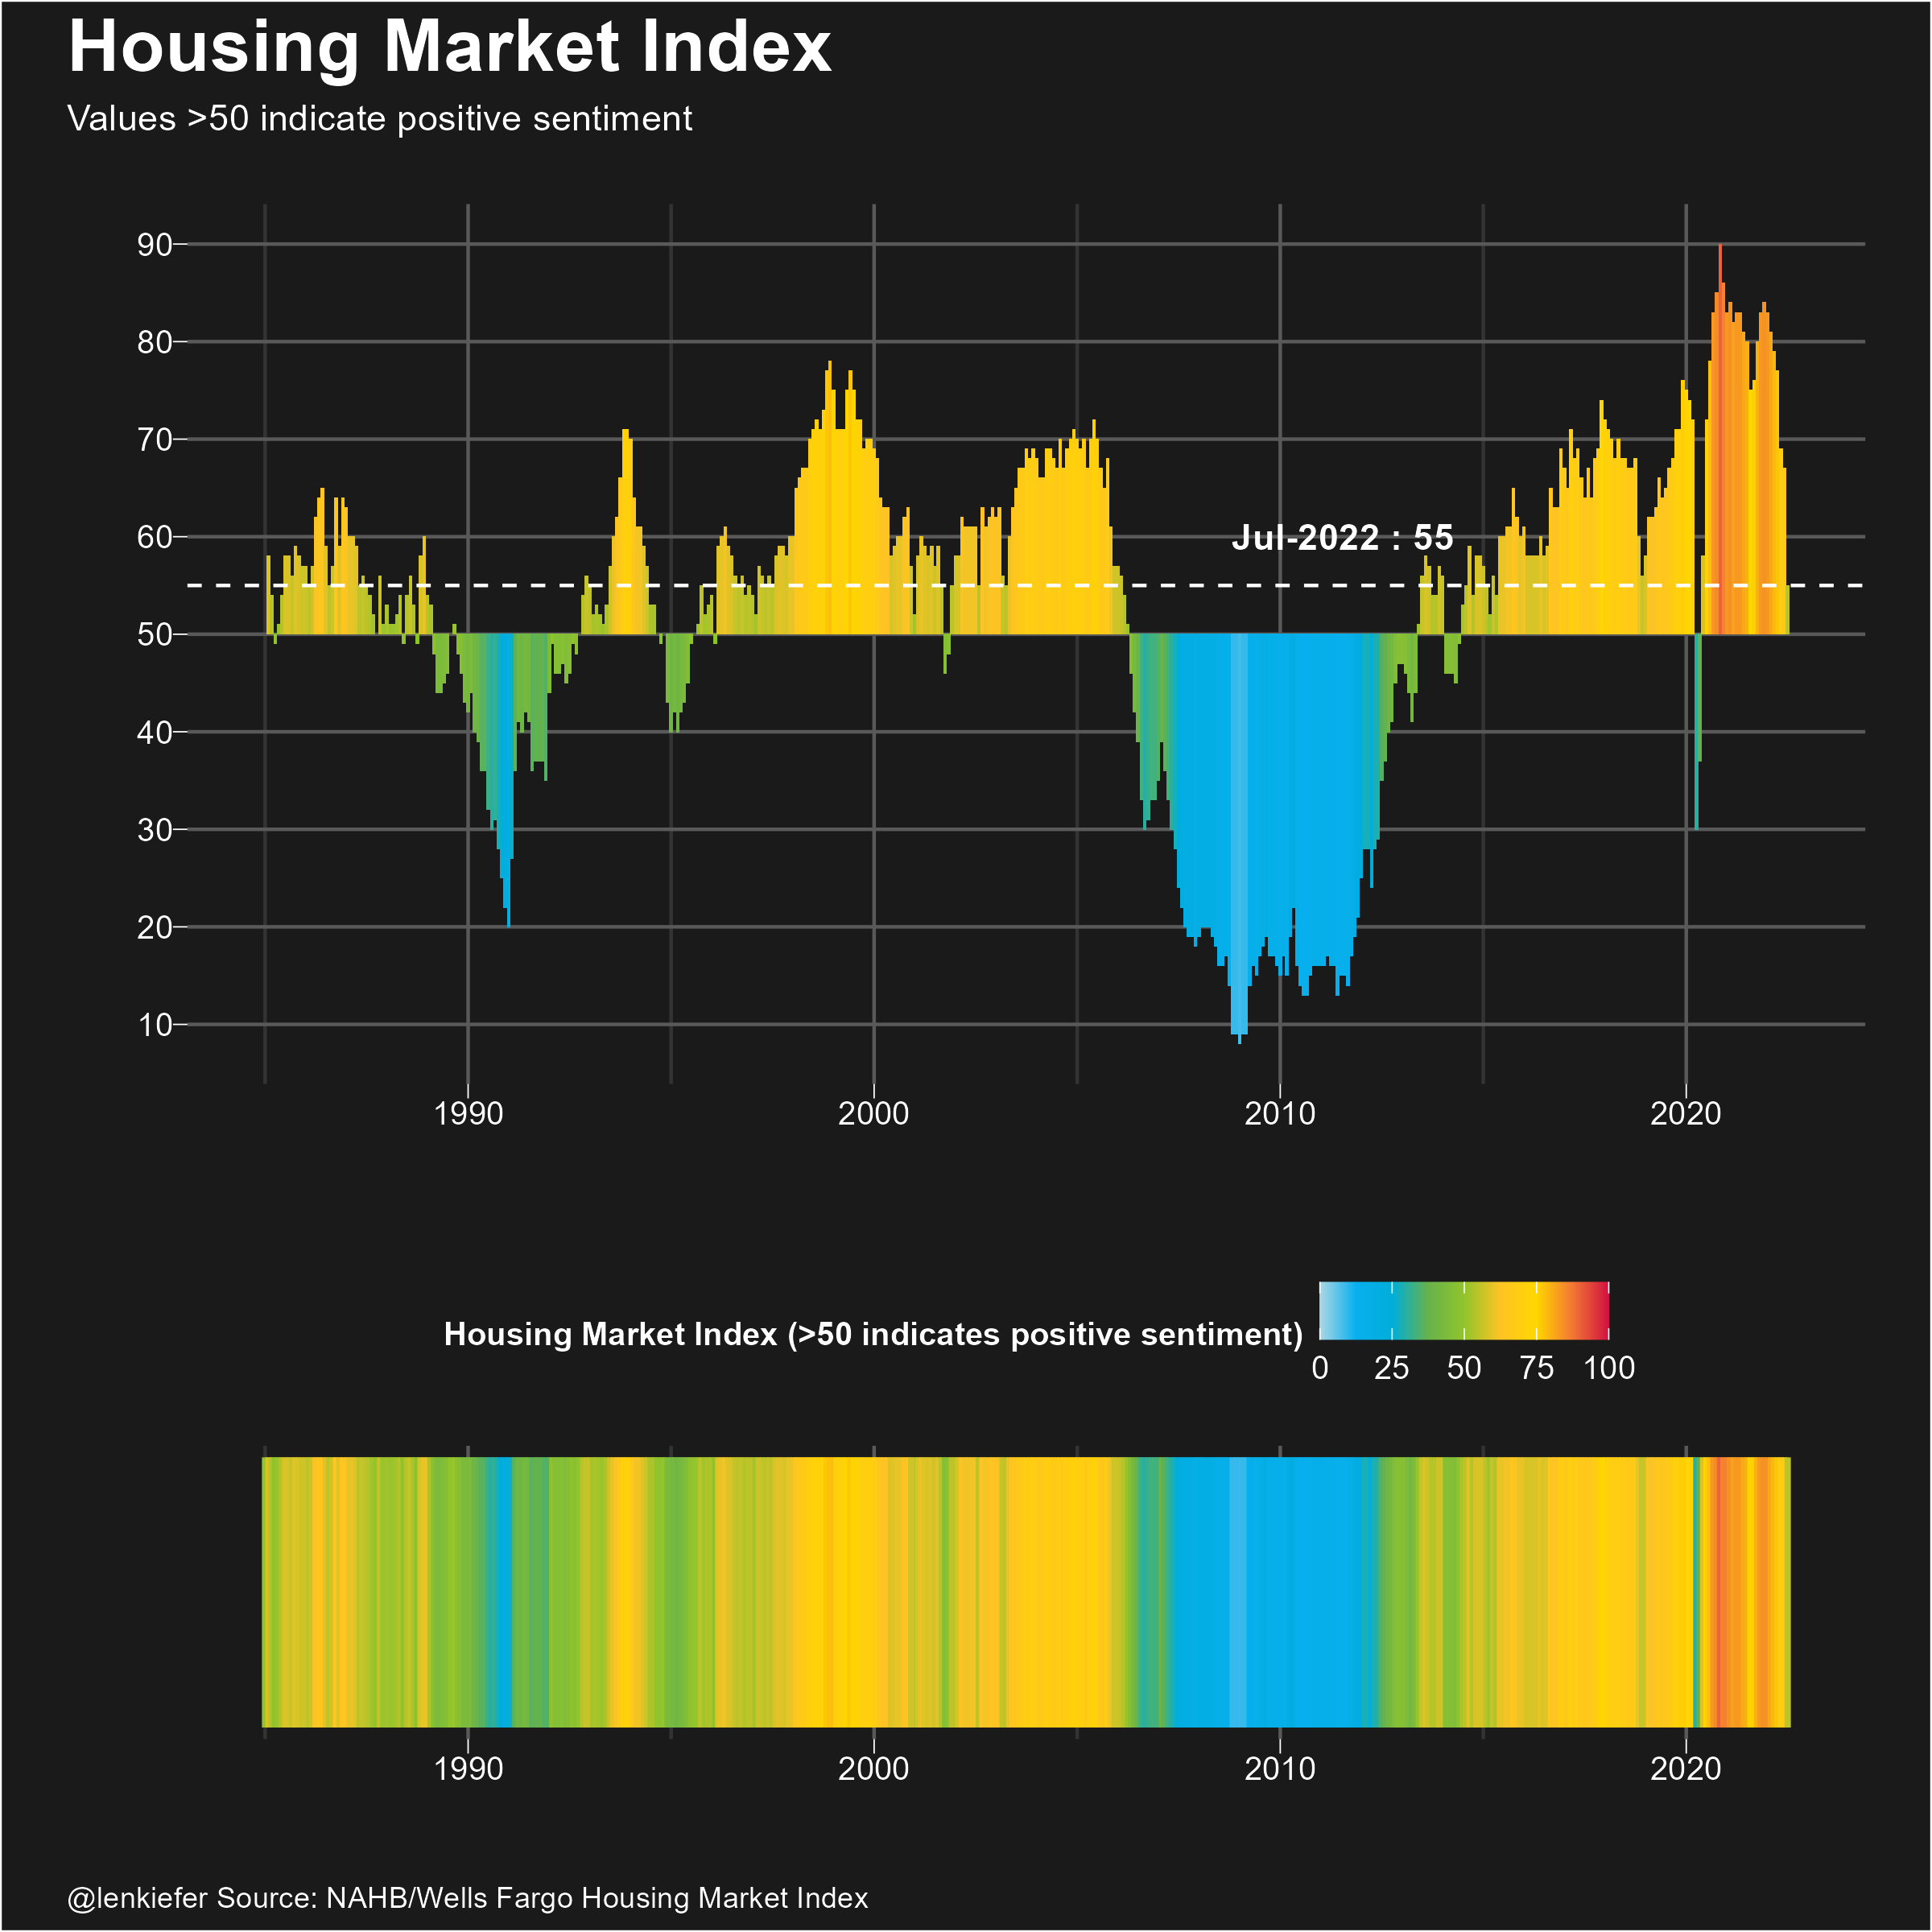 Housing Market Index
Values >50 indicate positive sentiment
90
80
70
60
Jul-2022 : 55
50
40
30
20
10
1990 2000 2010 2020
Housing Market Index (>50 indicates positive sentiment)
0 25 50 75 100
1990 2000 2010 2020
@lenkiefer Source: NAHB/Wells Fargo Housing Market Index